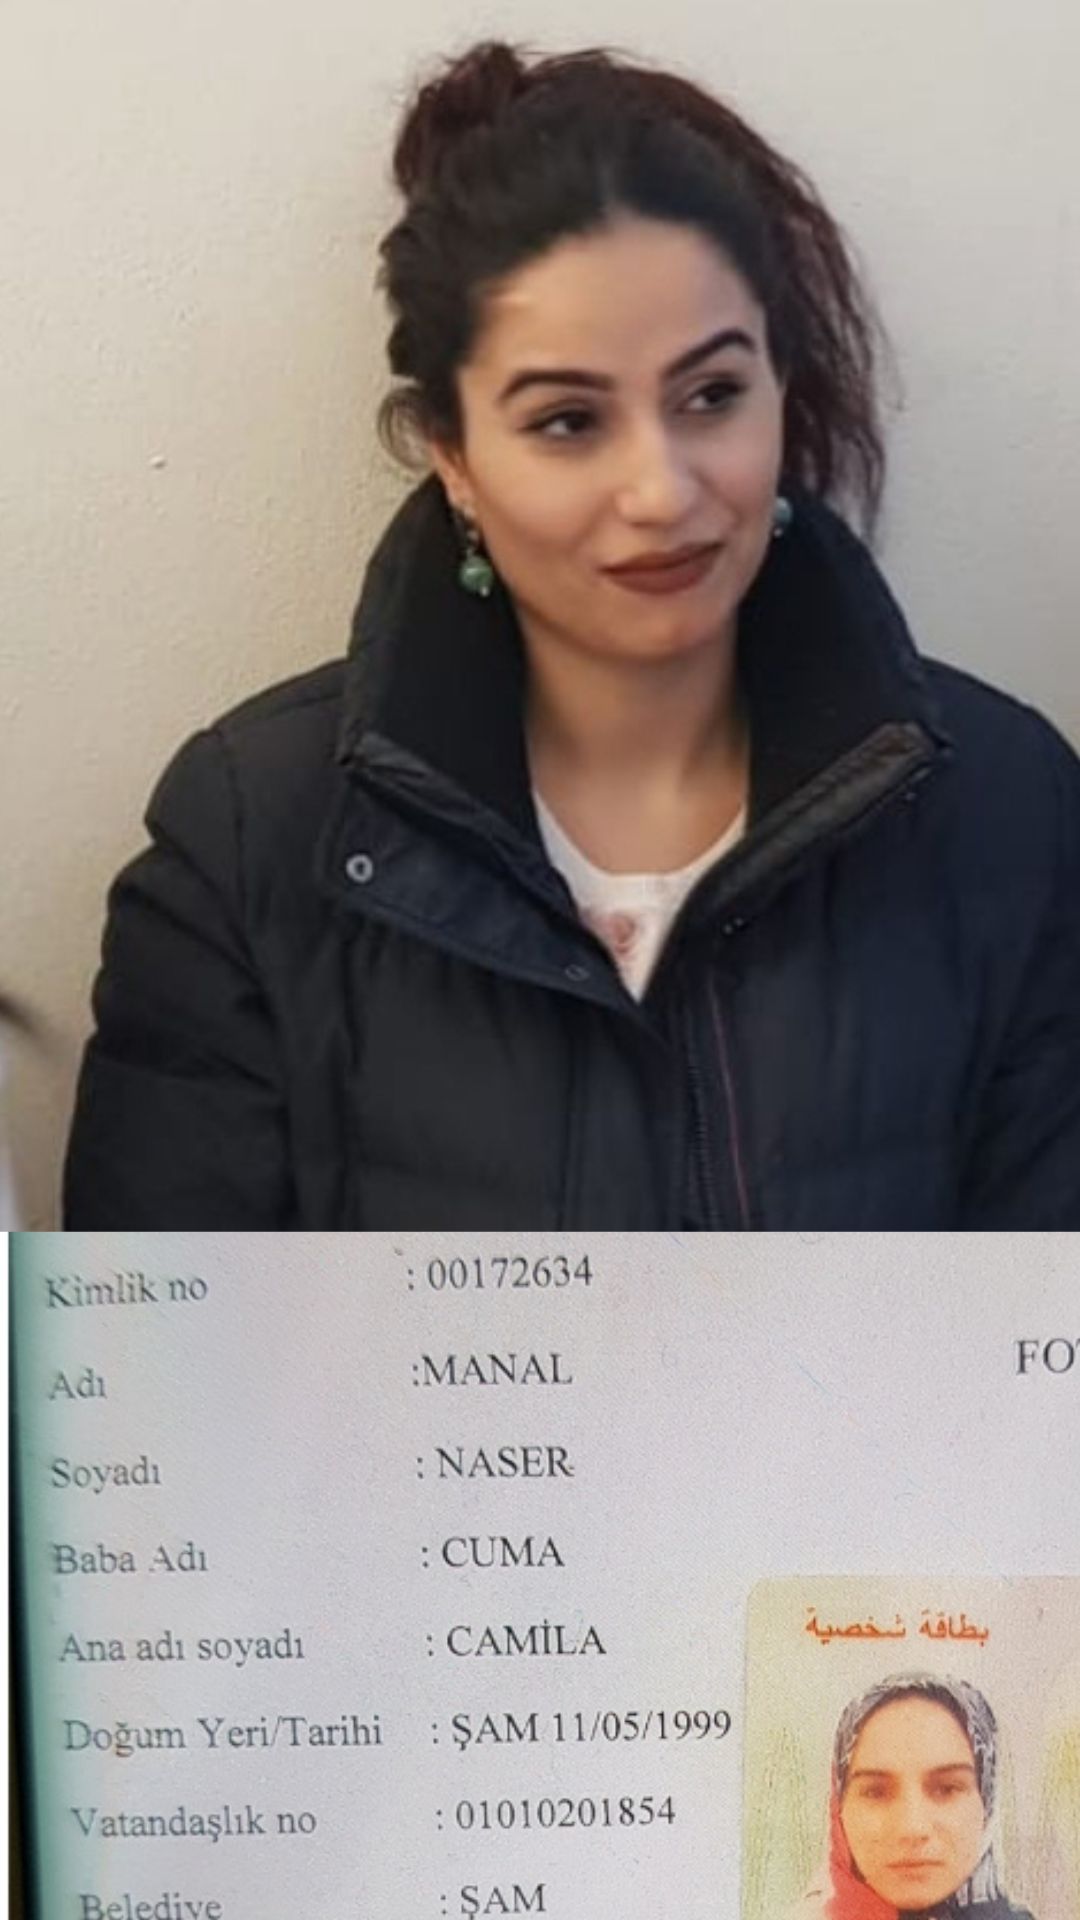 Kimlik no : 00172634
Adı :MANAL
Soyadı : NASER
Baba Adı : CUMA
Ana adı soyadı : CAMİLA
Doğum Yeri/Tarihi : ŞAM 11/05/1999
Vatandaşlık no : 01010201854
Belediye : ŞAM
بطاقة شخصية